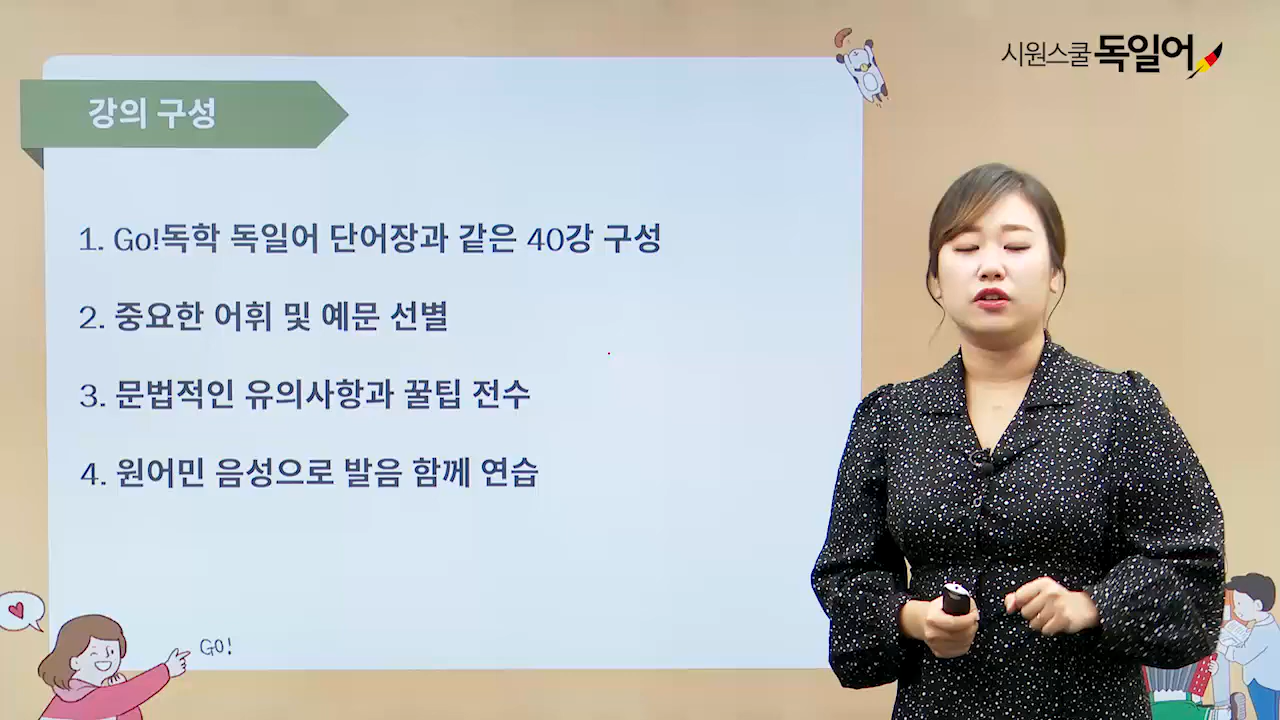 시원스쿨 독일어
강의 구성
1. Go!독학 독일어 단어장과 같은 40강 구성
2. 중요한 어휘 및 예문 선별
3. 문법적인 유의사항과 꿀팁 전수
4. 원어민 음성으로 발음 함께 연습
GO!